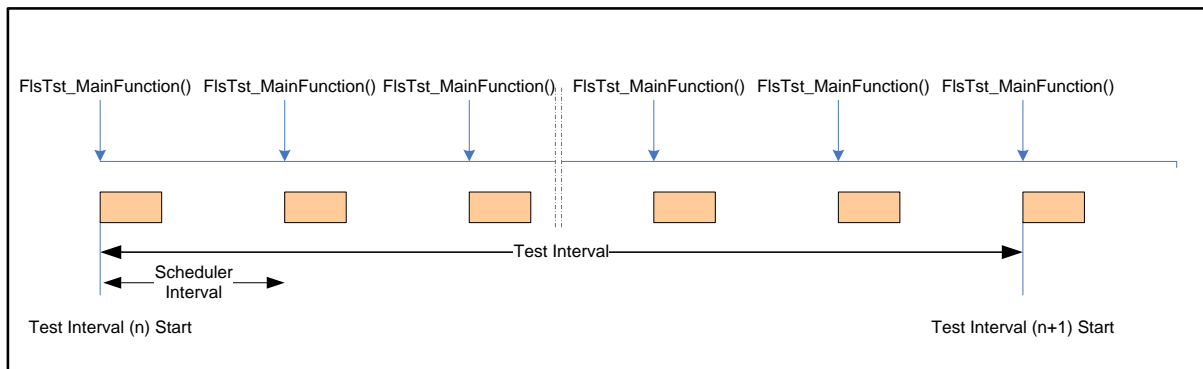 FlsTst_MainFunction() FlsTst_MainFunction() FlsTst_MainFunction() FlsTst_MainFunction() FlsTst_MainFunction() FlsTst_MainFunction()
Test Interval
Scheduler
Interval
Test Interval (n) Start Test Interval (n+1) Start